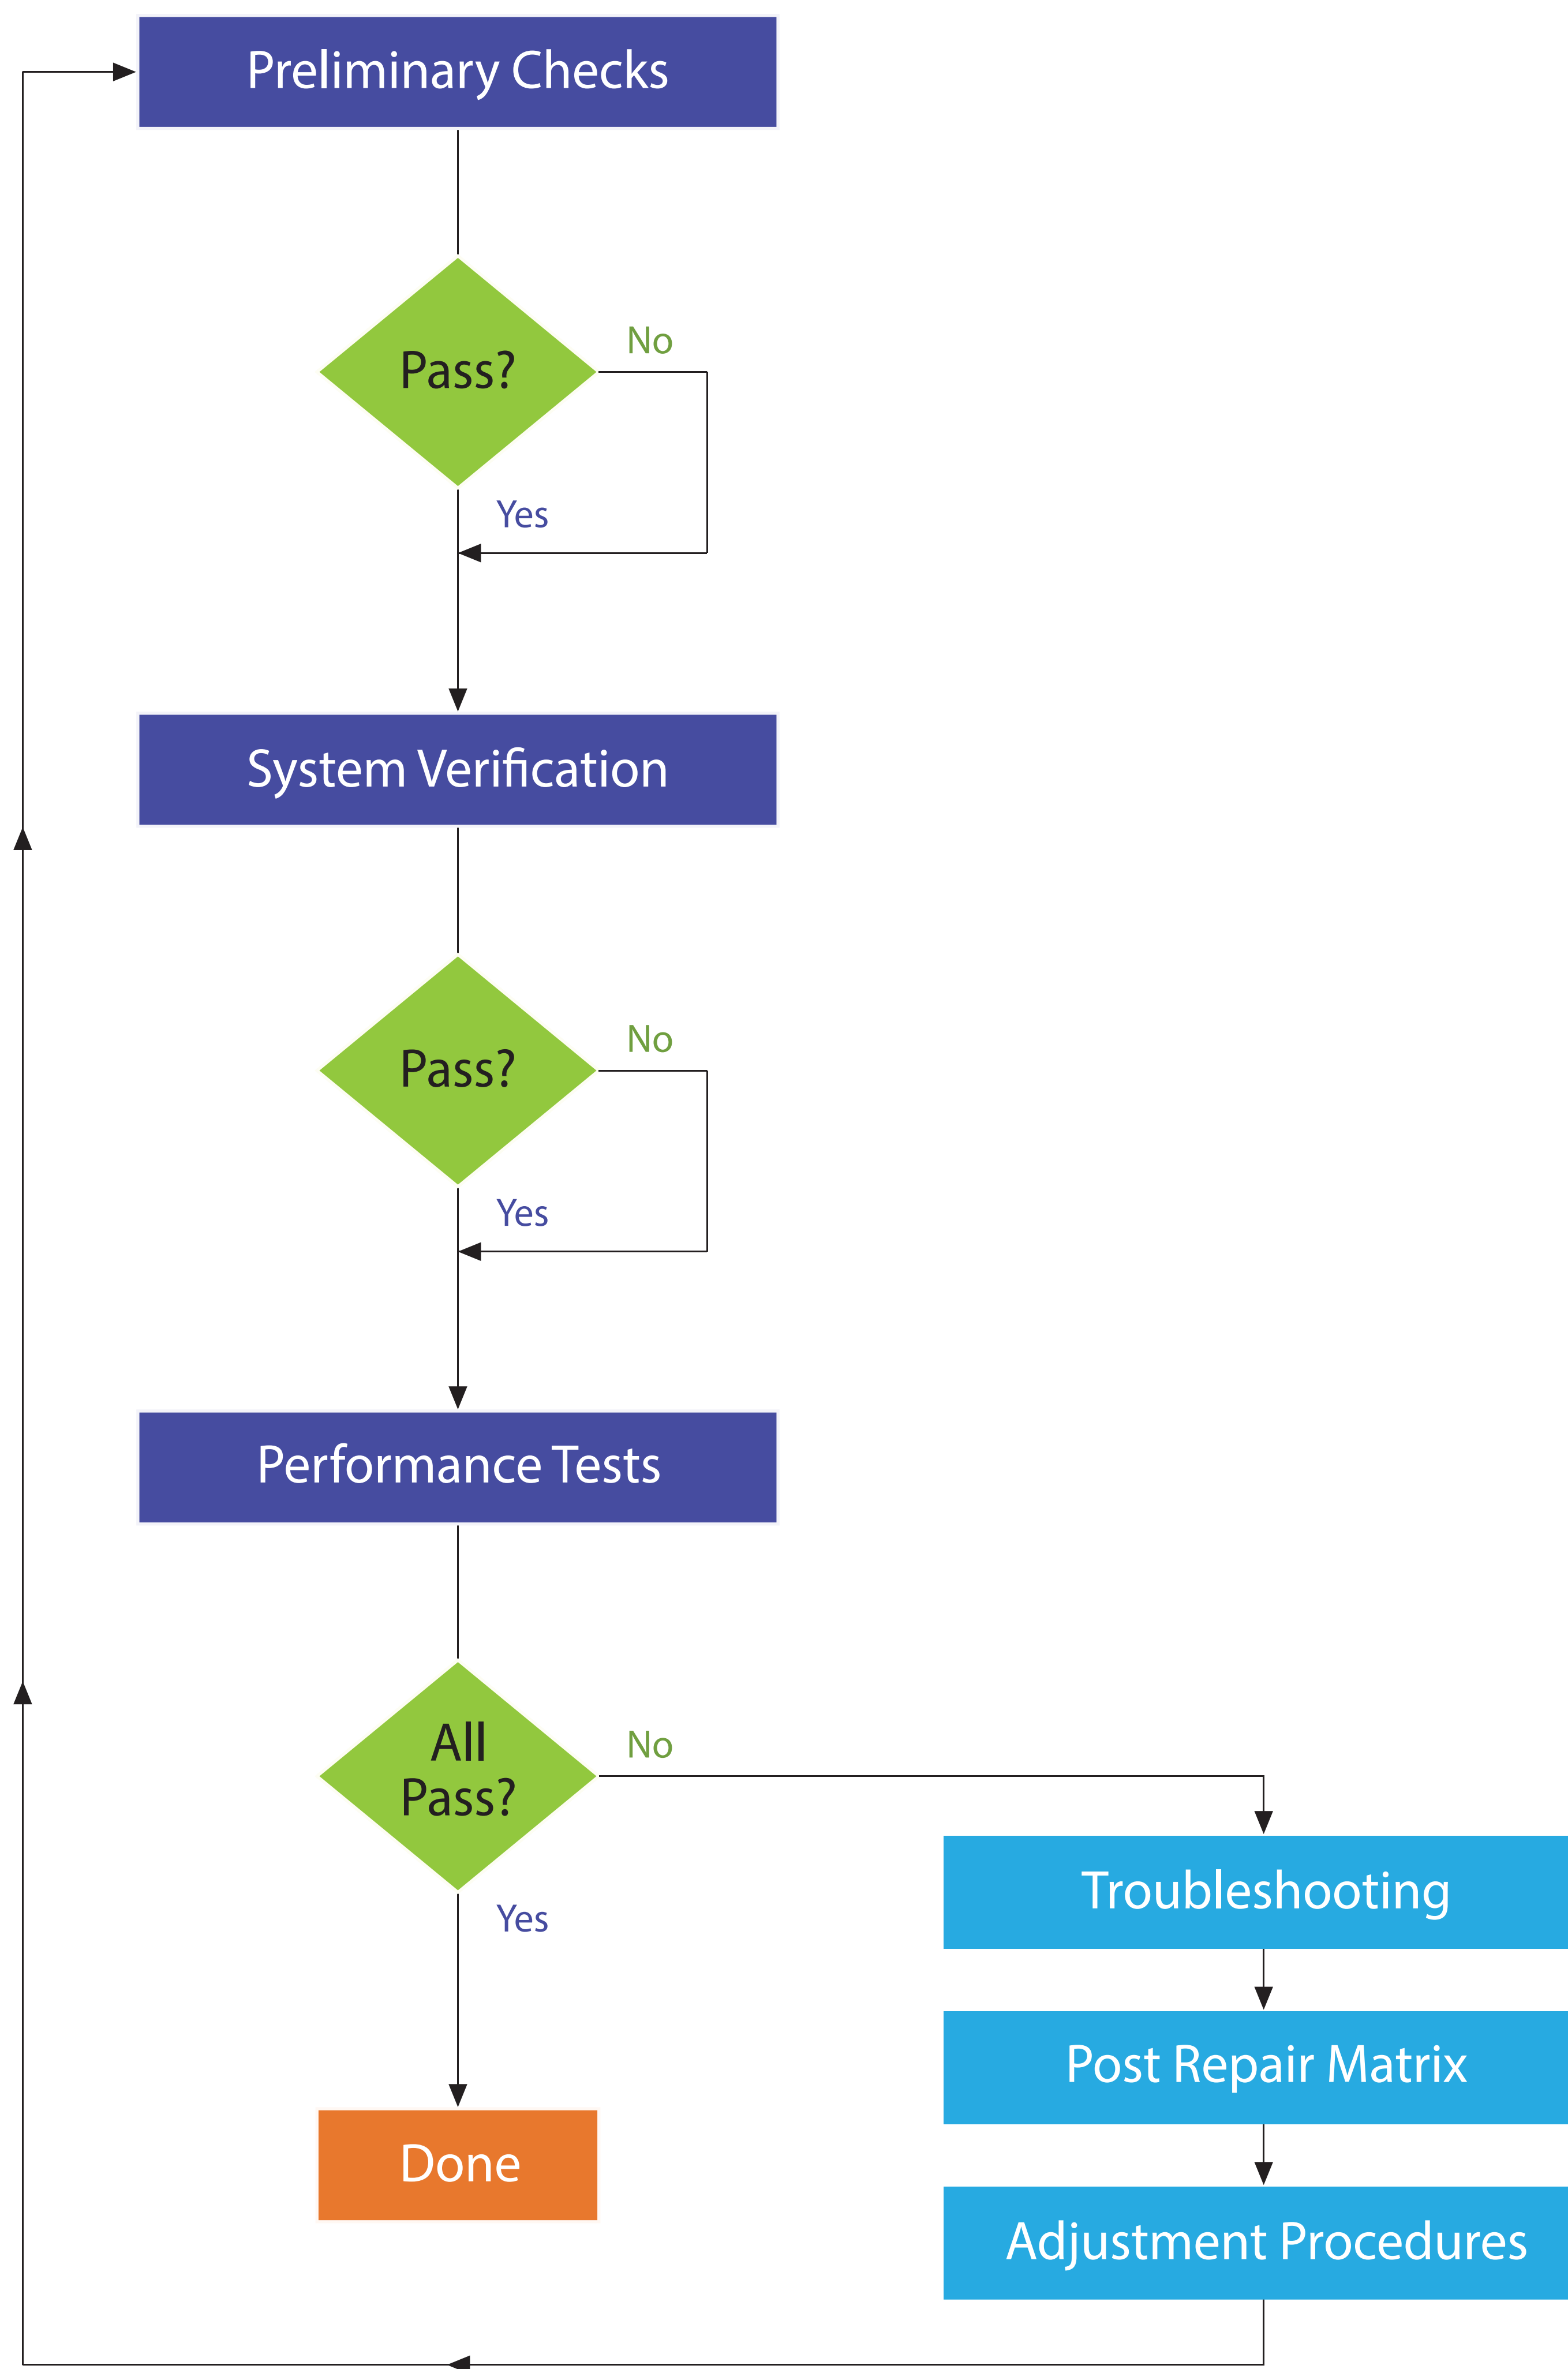 Preliminary Checks
Pass?
No
Yes
System Verification
Pass?
No
Yes
Performance Tests
All
Pass?
No
Yes
Troubleshooting
Post Repair Matrix
Done
Adjustment Procedures